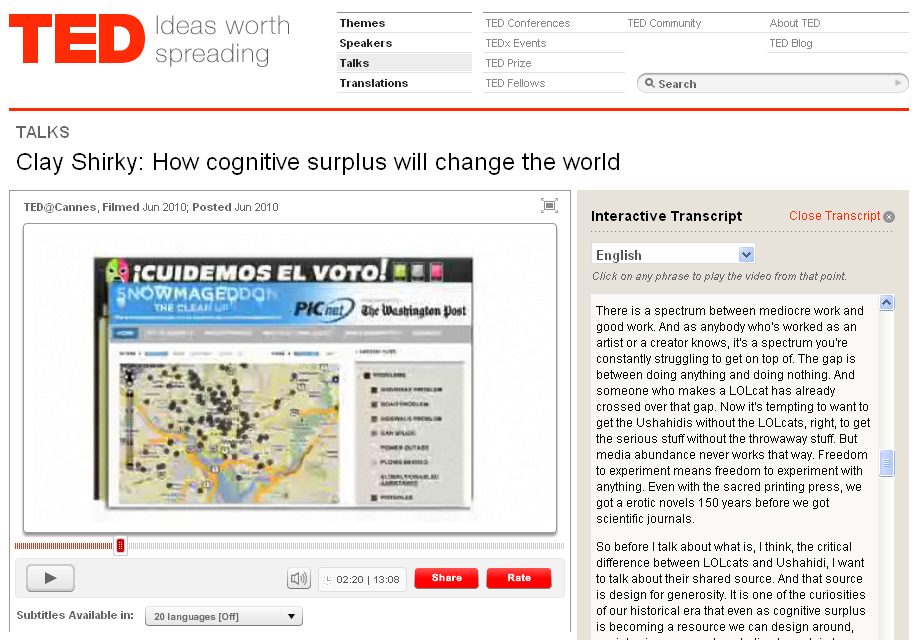 TED Ideas worth
spreading
Themes
Speakers
Talks
Translations
TED Conferences
TEDx Events
TED Prize
TED Fellows
TED Community
About TED
TED Blog
Search
TALKS
Clay Shirky: How cognitive surplus will change the world
TED@Cannes, Filmed Jun 2010; Posted Jun 2010
¡CUIDEMOS EL VOTO!
SNOWMAGEDDON
THE CLEAN UP
PICnet The Washington Post
HOME
PROBLEMS
SIDEWALK PROBLEM
POWER OUTAGE
02:20 | 13:08
Share
Rate
Subtitles Available in:
20 languages [Off]
Interactive Transcript
Close Transcript
English
Click on any phrase to play the video from that point.
There is a spectrum between mediocre work and
good work. And as anybody who's worked as an
artist or a creator knows, it's a spectrum you're
constantly struggling to get on top of. The gap is
between doing anything and doing nothing. And
someone who makes a LOLcat has already
crossed over that gap. Now it's tempting to want to
get the Ushahidis without the LOLcats, right, to get
the serious stuff without the throwaway stuff. But
media abundance never works that way. Freedom
to experiment means freedom to experiment with
anything. Even with the sacred printing press, we
got a erotic novels 150 years before we got
scientific journals.
So before I talk about what is, I think, the critical
difference between LOLcats and Ushahidi, I want
to talk about their shared source. And that source
is design for generosity. It is one of the curiosities
of our historical era that even as cognitive surplus
is becoming a resource we can design around,